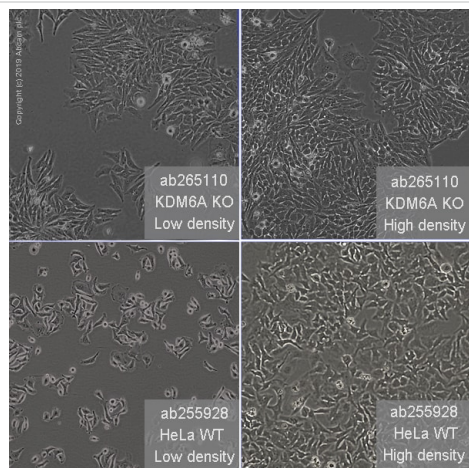 Copyright (c) 2019 Abcam plc
ab265110
KDM6A KO
Low density
ab265110
KDM6A KO
High density
ab255928
HeLa WT
Low density
ab255928
HeLa WT
High density